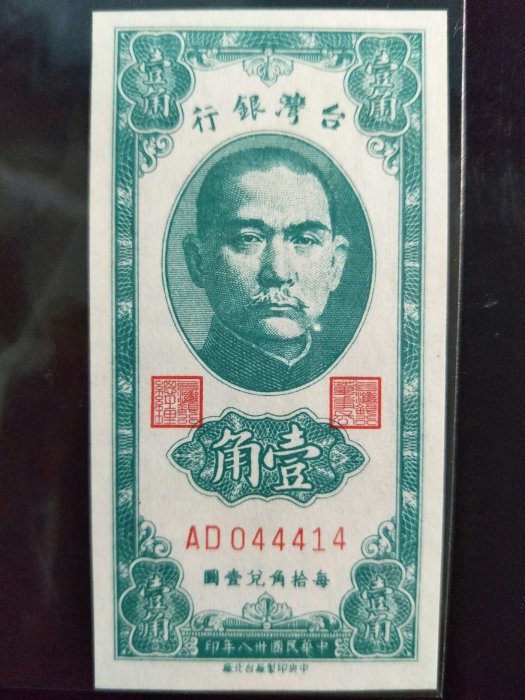 壹角 壹角
台灣銀行
壹角
AD044414
每拾角兌壹圓
壹角 壹角
中華民國卅八年印
中央印製廠台北廠